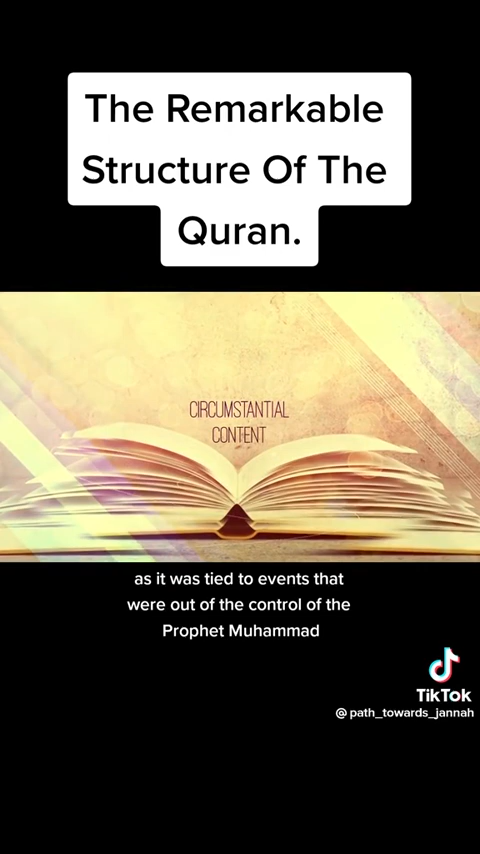 The Remarkable
Structure Of The
Quran.
CIRCUMSTANTIAL
CONTENT
as it was tied to events that
were out of the control of the
Prophet Muhammad
TikTok
@path_towards_jannah